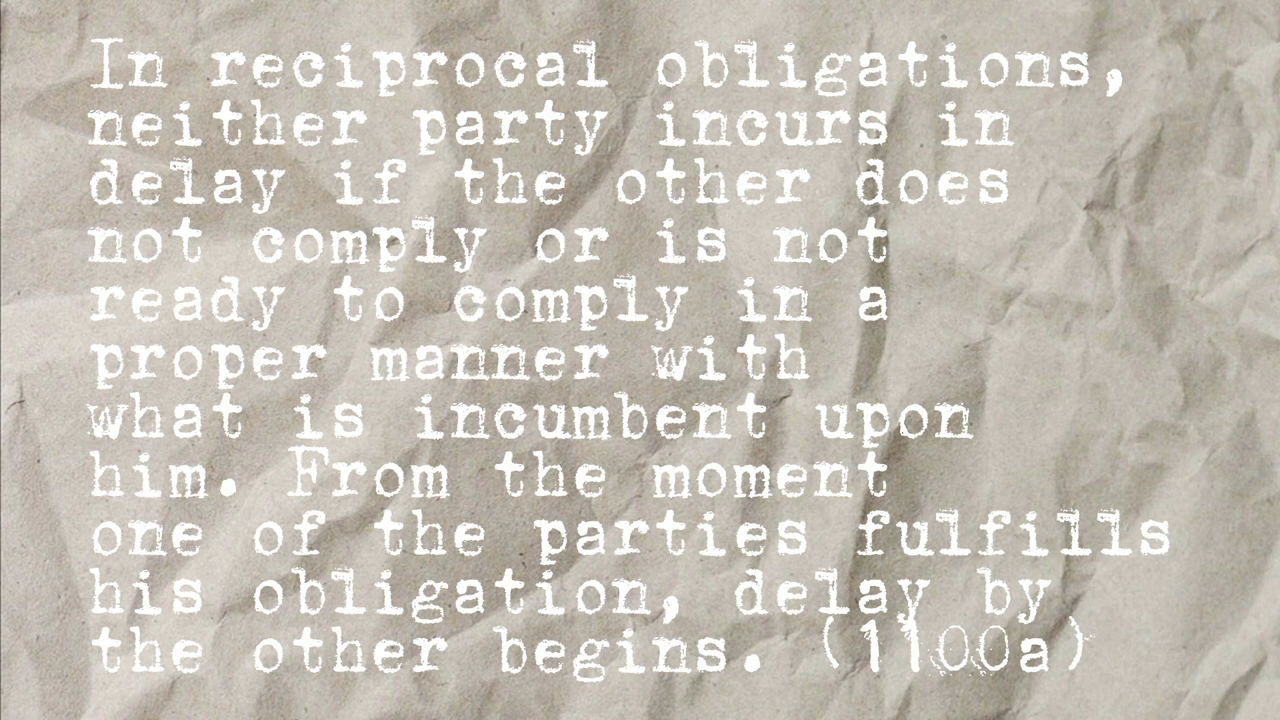 In reciprocal obligations,
neither party incurs in
delay if the other does
not comply or is not
ready to comply in a
proper manner with
what is incumbent upon
him. From the moment
one of the parties fulfills
his obligation, delay by
the other begins. (1100a)